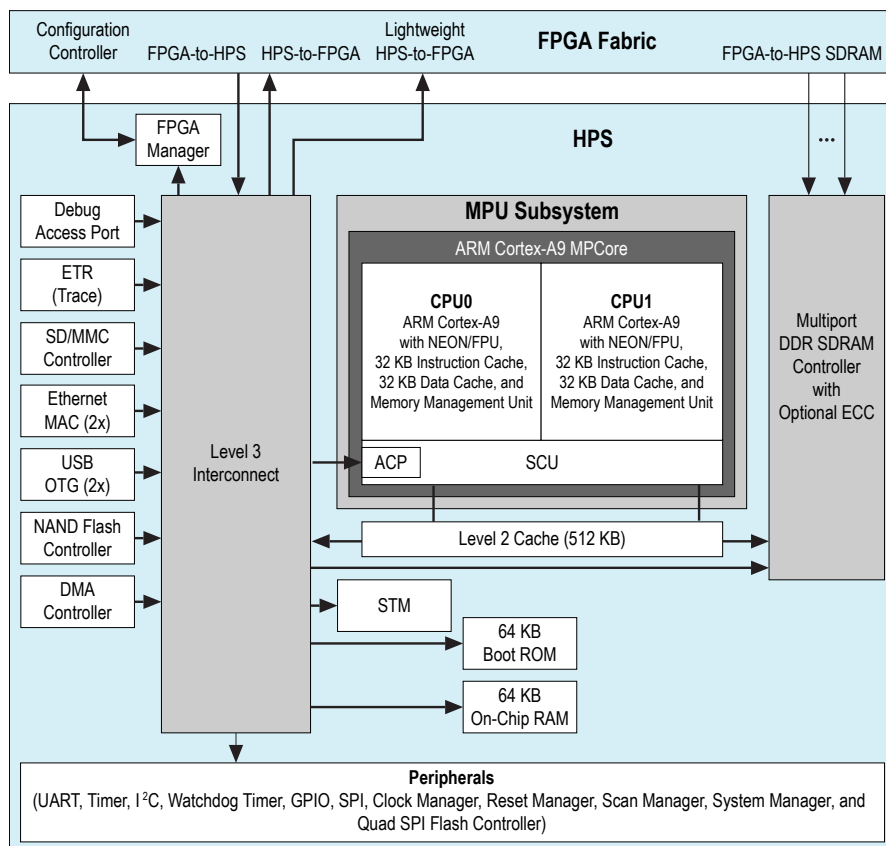 Configuration
Controller
FPGA-to-HPS
HPS-to-FPGA
Lightweight
HPS-to-FPGA
FPGA Fabric
FPGA-to-HPS SDRAM
FPGA
Manager
HPS
...
Debug
Access Port
ETR
(Trace)
SD/MMC
Controller
Ethernet
MAC (2x)
USB
OTG (2x)
NAND Flash
Controller
DMA
Controller
Level 3
Interconnect
MPU Subsystem
ARM Cortex-A9 MPCore
CPU0
ARM Cortex-A9
with NEON/FPU,
32 KB Instruction Cache,
32 KB Data Cache, and
Memory Management Unit
CPU1
ARM Cortex-A9
with NEON/FPU,
32 KB Instruction Cache,
32 KB Data Cache, and
Memory Management Unit
ACP
SCU
Level 2 Cache (512 KB)
Multiport
DDR SDRAM
Controller
with
Optional ECC
STM
64 KB
Boot ROM
64 KB
On-Chip RAM
Peripherals
(UART, Timer, I²C, Watchdog Timer, GPIO, SPI, Clock Manager, Reset Manager, Scan Manager, System Manager, and
Quad SPI Flash Controller)